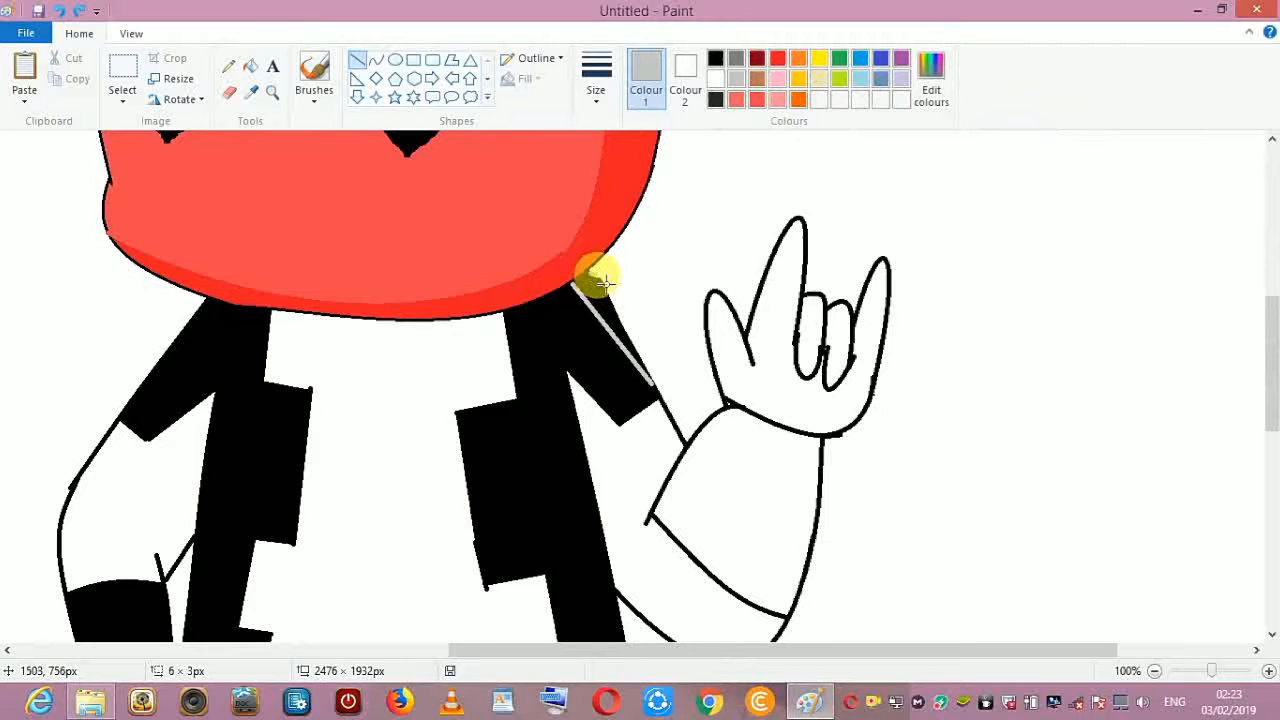 Untitled - Paint
File Home View
Paste
Cut
Copy
Clipboard
Select
Crop
Resize
Rotate
Image
A
Tools
Brushes
Outline
Fill
Shapes
Size
Colour 1
Colour 2
Edit colours
Colours
1503, 756px
6 × 3px
2476 × 1932px
100%
DOC
ENG
02:23
03/02/2019